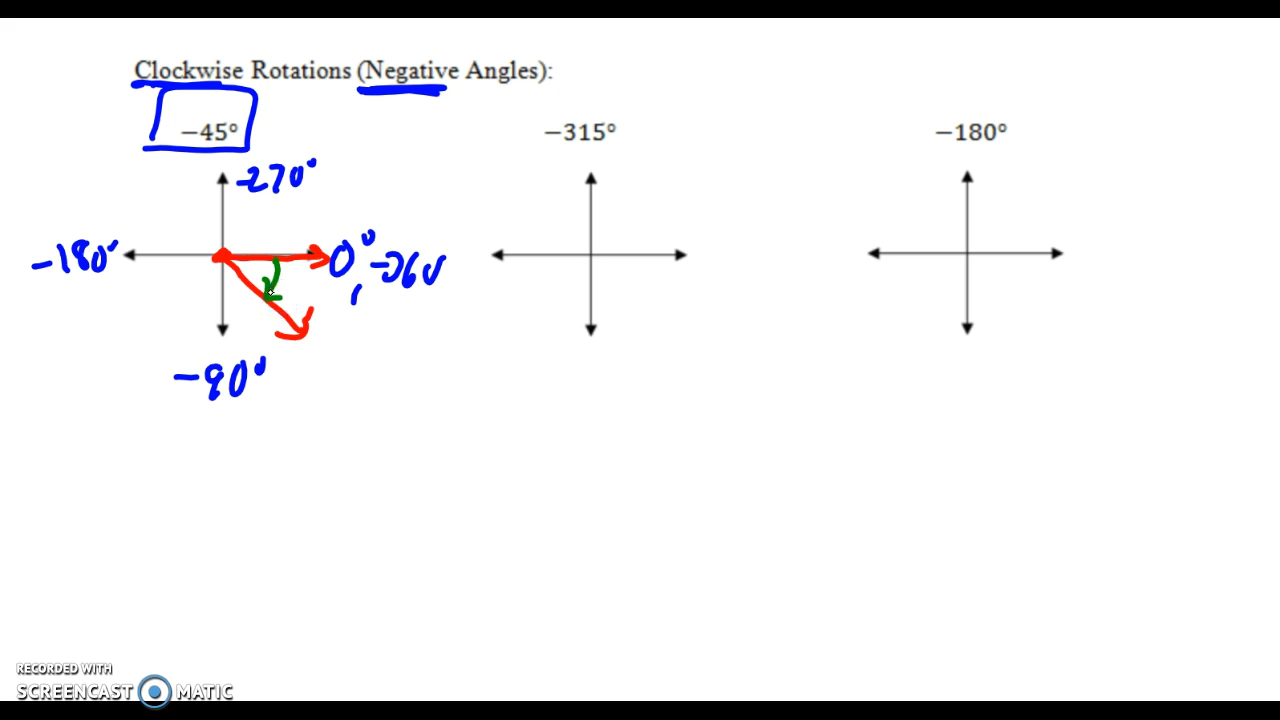 Clockwise Rotations (Negative Angles):
−45° −315° −180°
-270°
-180° 0°, -360
-90°
RECORDED WITH
SCREENCAST MATIC